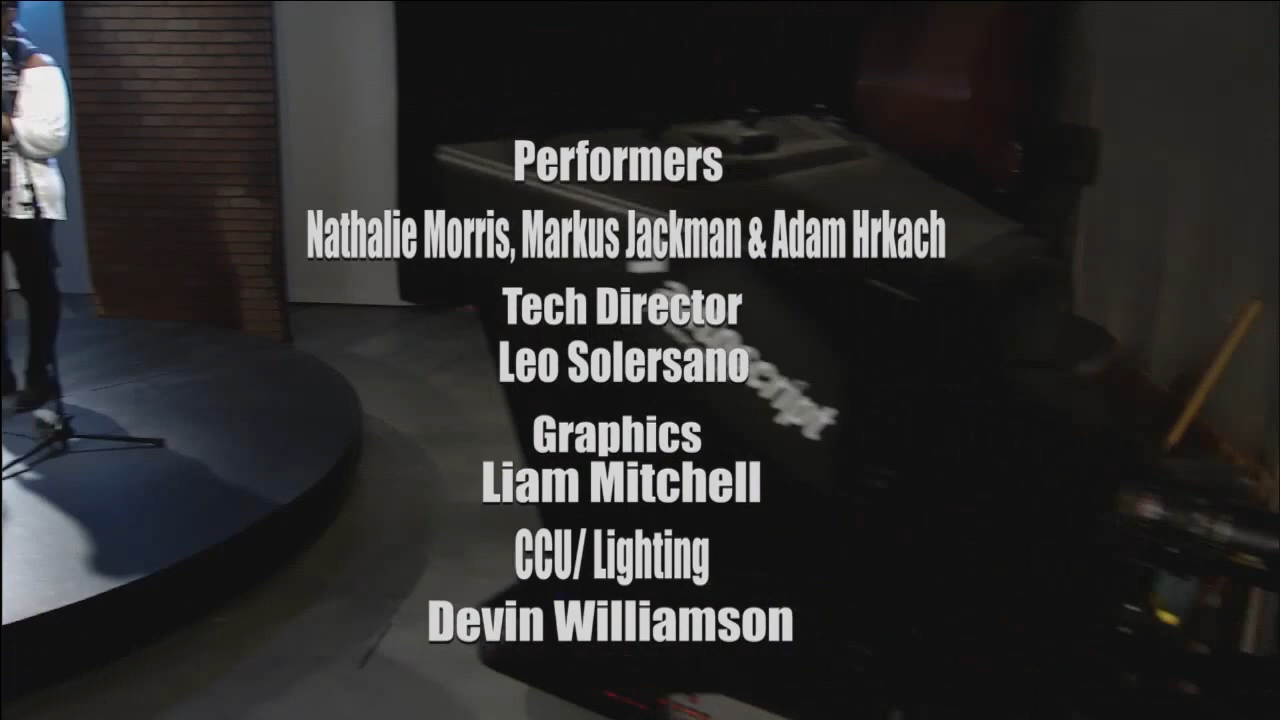 Performers
Nathalie Morris, Markus Jackman & Adam Hrkach
Tech Director
Leo Solersano
Graphics
Liam Mitchell
CCU/ Lighting
Devin Williamson